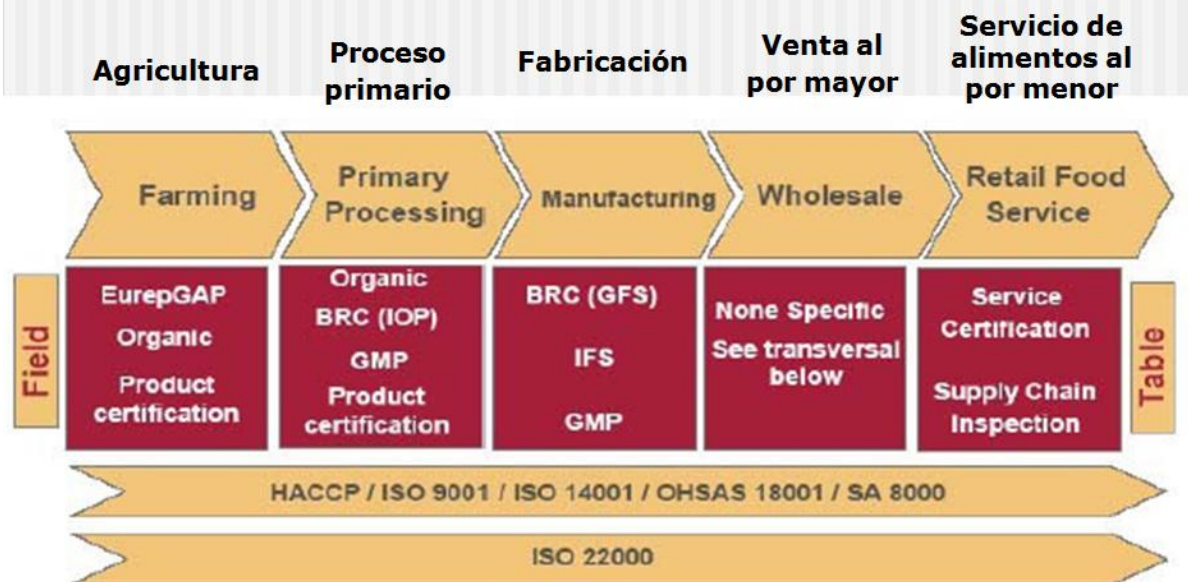 Agricultura
Proceso
primario
Fabricación
Venta al
por mayor
Servicio de
alimentos al
por menor
Farming
Primary
Processing
Manufacturing
Wholesale
Retail Food
Service
Field
EurepGAP
Organic
Product
certification
Organic
BRC (IOP)
GMP
Product
certification
BRC (GFS)
IFS
GMP
None Specific
See transversal
below
Service
Certification
Supply Chain
Inspection
Table
HACCP / ISO 9001 / ISO 14001 / OHSAS 18001 / SA 8000
ISO 22000